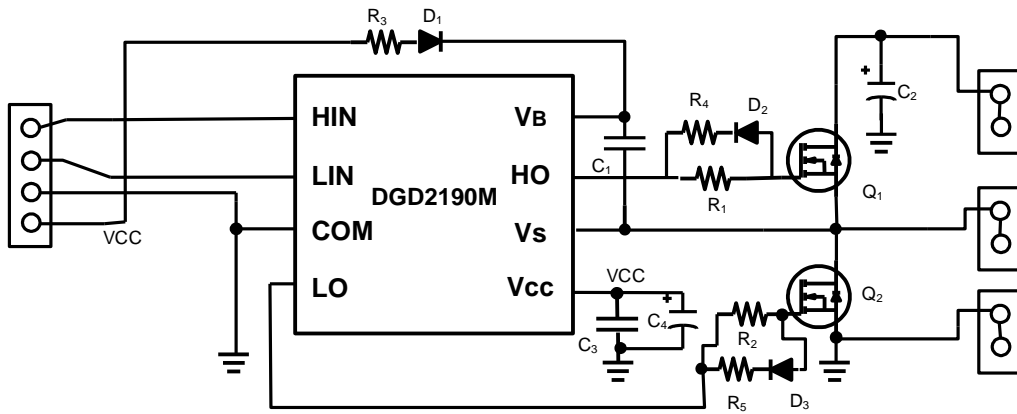 R3 D1
HIN VB
R4 D2
C2
C1
LIN HO
DGD2190M
R1
Q1
COM Vs
VCC
VCC
LO Vcc
Q2
C4
C3
R2
R5 D3